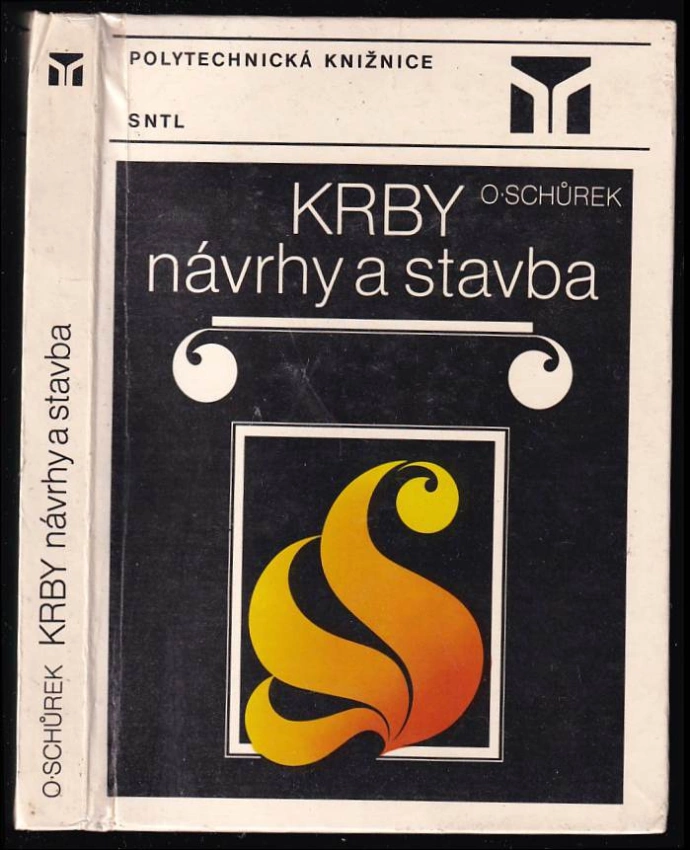 POLYTECHNICKÁ KNIŽNICE
SNTL
KRBY
O·SCHŮREK
návrhy a stavba
O·SCHŮREK KRBY návrhy a stavba